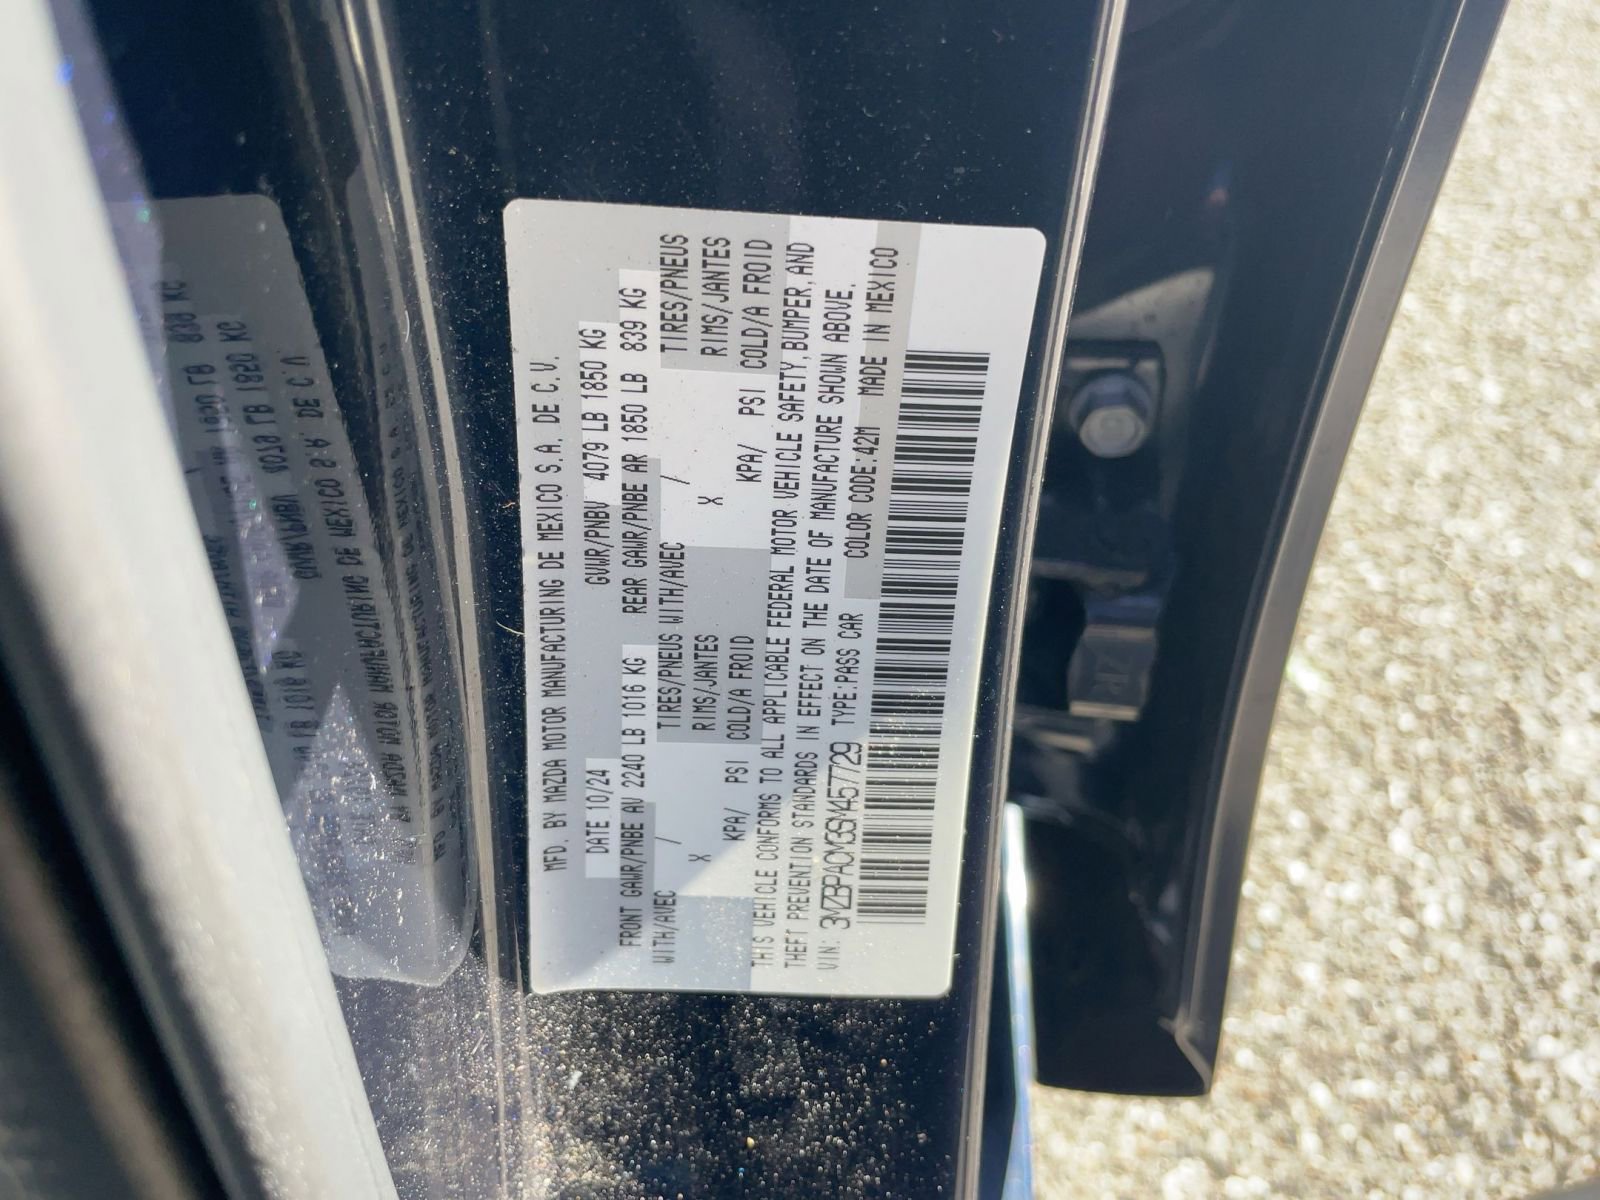 MFD. BY MAZDA MOTOR MANUFACTURING DE MEXICO S.A. DE C.V.
DATE 10/24 GVWR/PNBV 4079 LB 1850 KG
FRONT GAWR/PNBE AV 2240 LB 1016 KG REAR GAWR/PNBE AR 1850 LB 839 KG
WITH/AVEC / TIRES/PNEUS WITH/AVEC / TIRES/PNEUS
X RIMS/JANTES X RIMS/JANTES
KPA/ PSI COLD/A FROID KPA/ PSI COLD/A FROID
THIS VEHICLE CONFORMS TO ALL APPLICABLE FEDERAL MOTOR VEHICLE SAFETY, BUMPER, AND
THEFT PREVENTION STANDARDS IN EFFECT ON THE DATE OF MANUFACTURE SHOWN ABOVE.
VIN: 3MZBPACY3SM457729 TYPE:PASS CAR COLOR CODE:42M MADE IN MEXICO